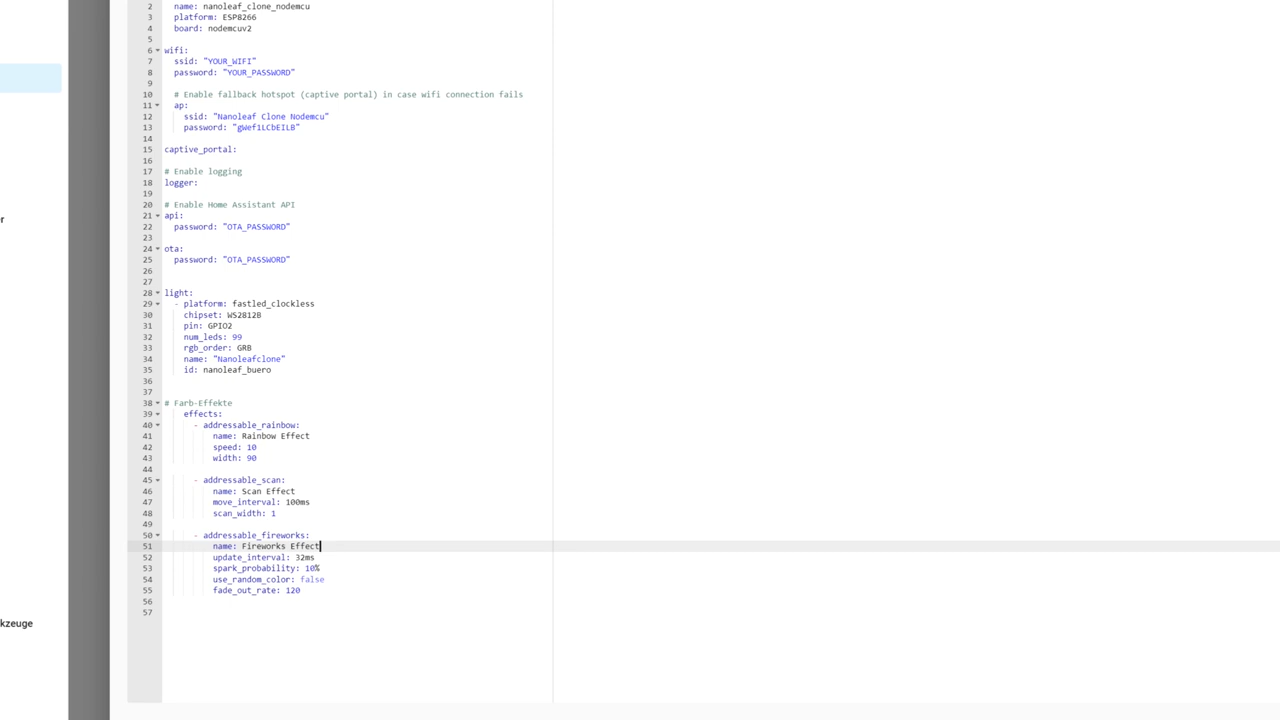 2 name: nanoleaf_clone_nodemcu
3 platform: ESP8266
4 board: nodemcuv2
5
6 wifi:
7 ssid: "YOUR_WIFI"
8 password: "YOUR_PASSWORD"
9
10 # Enable fallback hotspot (captive portal) in case wifi connection fails
11 ap:
12 ssid: "Nanoleaf Clone Nodemcu"
13 password: "gWef1LCbEILB"
14
15 captive_portal:
16
17 # Enable logging
18 logger:
19
r
20 # Enable Home Assistant API
21 api:
22 password: "OTA_PASSWORD"
23
24 ota:
25 password: "OTA_PASSWORD"
26
27
28 light:
29 - platform: fastled_clockless
30 chipset: WS2812B
31 pin: GPIO2
32 num_leds: 99
33 rgb_order: GRB
34 name: "Nanoleafclone"
35 id: nanoleaf_buero
36
37
38 # Farb-Effekte
39 effects:
40 - addressable_rainbow:
41 name: Rainbow Effect
42 speed: 10
43 width: 90
44
45 - addressable_scan:
46 name: Scan Effect
47 move_interval: 100ms
48 scan_width: 1
49
50 - addressable_fireworks:
51 name: Fireworks Effect
52 update_interval: 32ms
53 spark_probability: 10%
54 use_random_color: false
55 fade_out_rate: 120
56
57
kzeuge